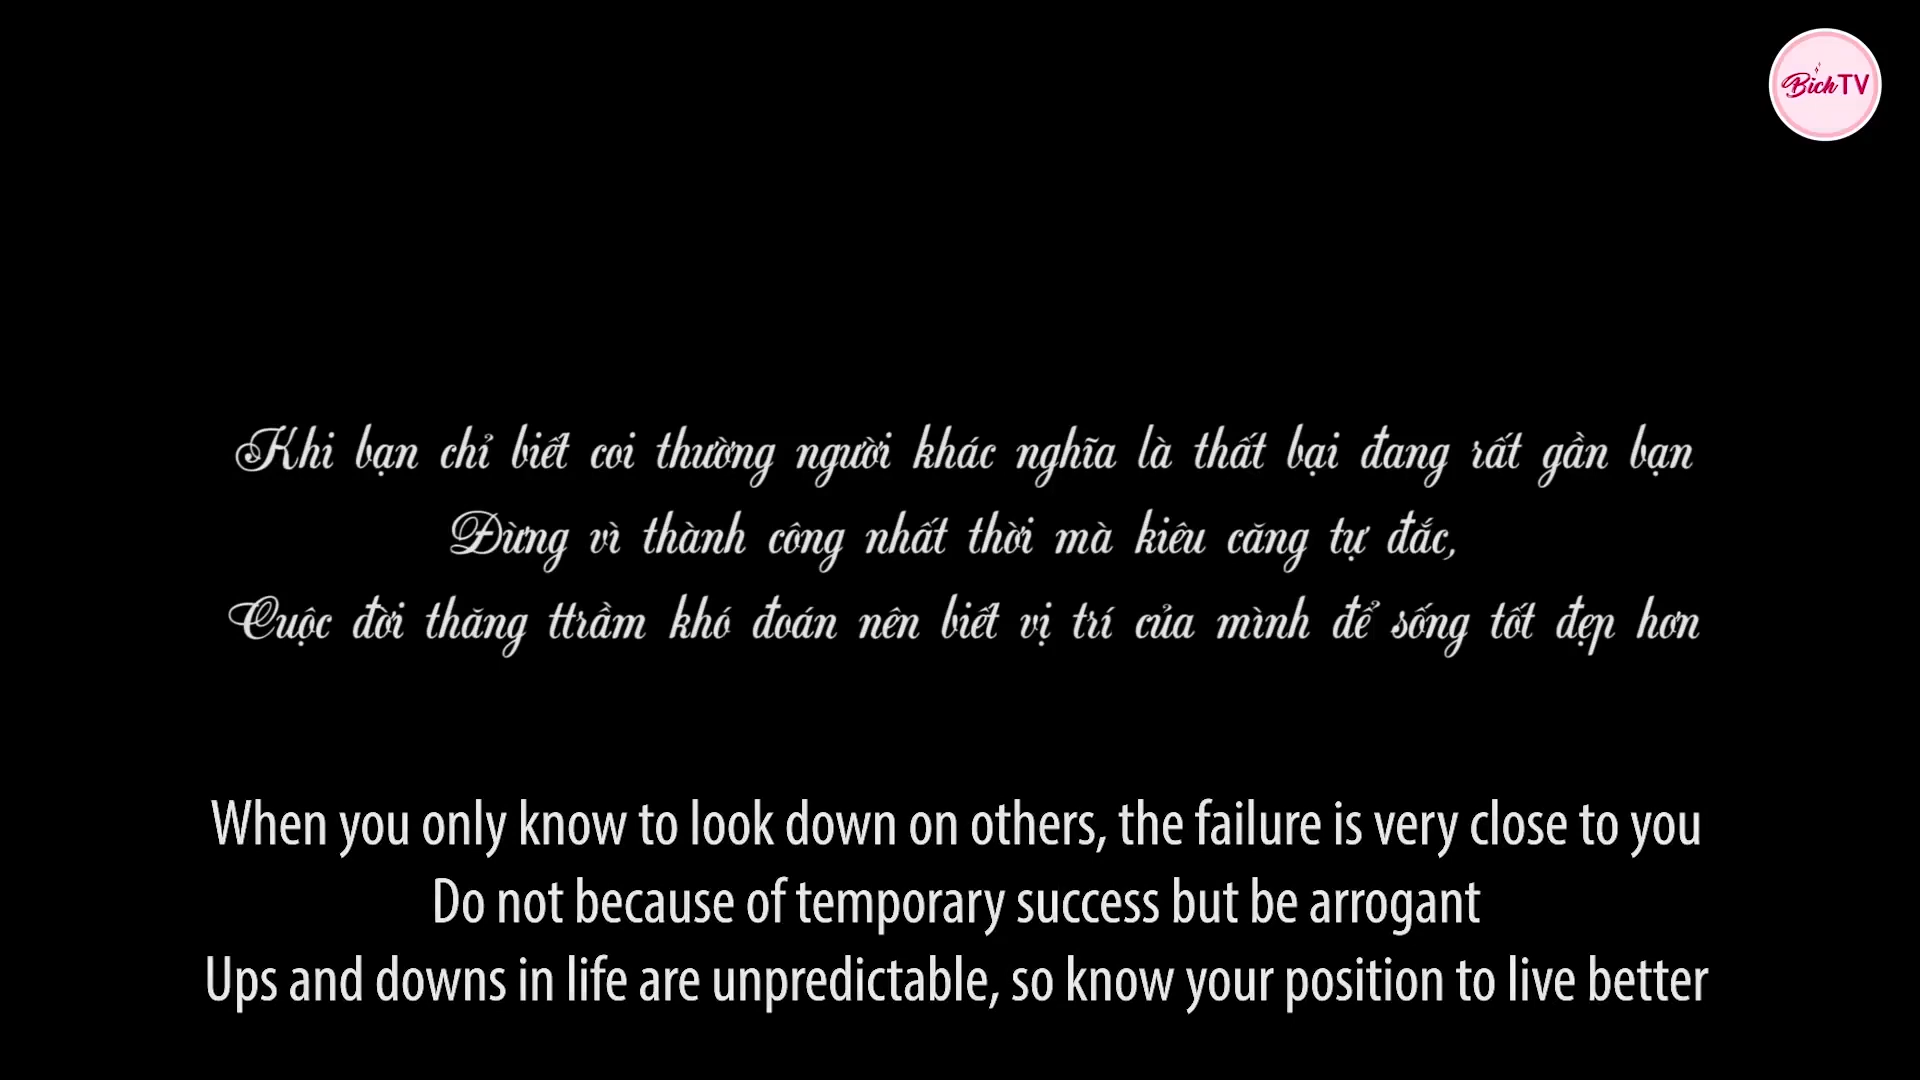 BichTV
Khi bạn chỉ biết coi thường người khác nghĩa là thất bại đang rất gần bạn
Đừng vì thành công nhất thời mà kiêu căng tự đắc,
Cuộc đời thăng ttrầm khó đoán nên biết vị trí của mình để sống tốt đẹp hơn
When you only know to look down on others, the failure is very close to you
Do not because of temporary success but be arrogant
Ups and downs in life are unpredictable, so know your position to live better